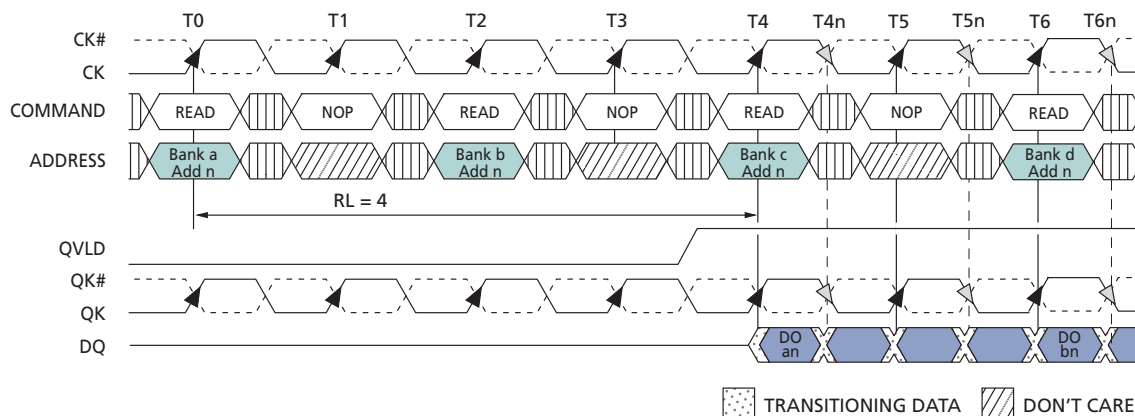 T0 T1 T2 T3 T4 T4n T5 T5n T6 T6n
CK#
CK
COMMAND READ NOP READ NOP READ NOP READ
ADDRESS Bank a Add n Bank b Add n Bank c Add n Bank d Add n
RL = 4
QVLD
QK#
QK
DQ DO an DO bn
TRANSITIONING DATA DON'T CARE